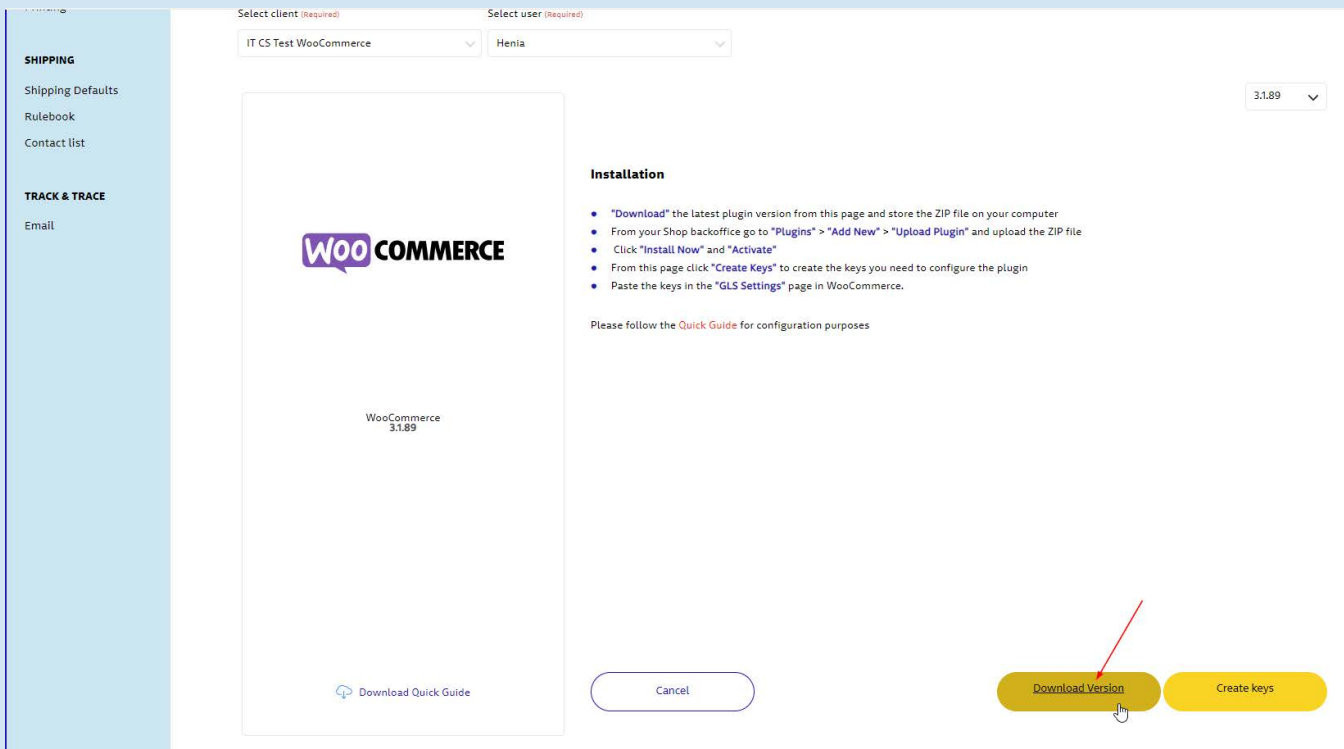 SHIPPING
Shipping Defaults
Rulebook
Contact list
TRACK & TRACE
Email
Select client (Required)
Select user (Required)
IT CS Test WooCommerce
Henia
3.1.89
WOO COMMERCE
WooCommerce
3.1.89
Download Quick Guide
Installation
"Download" the latest plugin version from this page and store the ZIP file on your computer
From your Shop backoffice go to "Plugins" > "Add New" > "Upload Plugin" and upload the ZIP file
Click "Install Now" and "Activate"
From this page click "Create Keys" to create the keys you need to configure the plugin
Paste the keys in the "GLS Settings" page in WooCommerce.
Please follow the Quick Guide for configuration purposes
Cancel
Download Version
Create keys